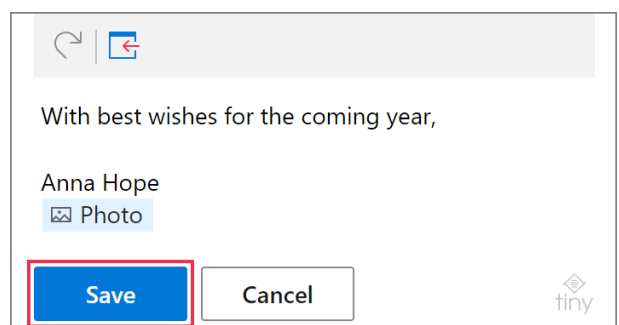 With best wishes for the coming year,
Anna Hope
Photo
Save Cancel
tiny